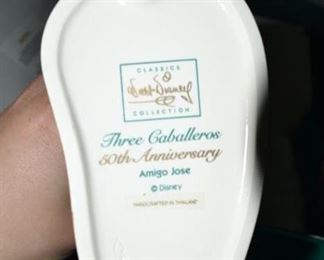 CLASSICS
Walt Disney
COLLECTION
Three Caballeros
50th Anniversary
Amigo Jose
© Disney
HANDCRAFTED IN THAILAND